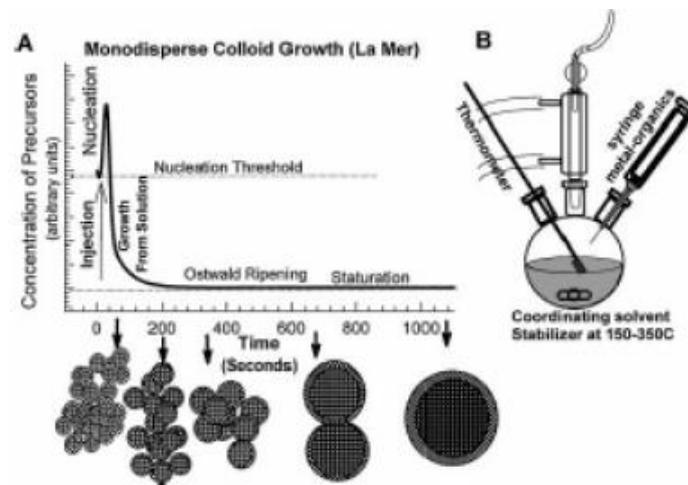 A
Monodisperse Colloid Growth (La Mer)
Concentration of Precursors
(arbitrary units)
Nucleation
Nucleation Threshold
Injection
Growth
From Solution
Ostwald Ripening
Staturation
0 200 400 600 800 1000
Time
(Seconds)
B
Thermometer
syringe
metal-organics
Coordinating solvent
Stabilizer at 150-350C